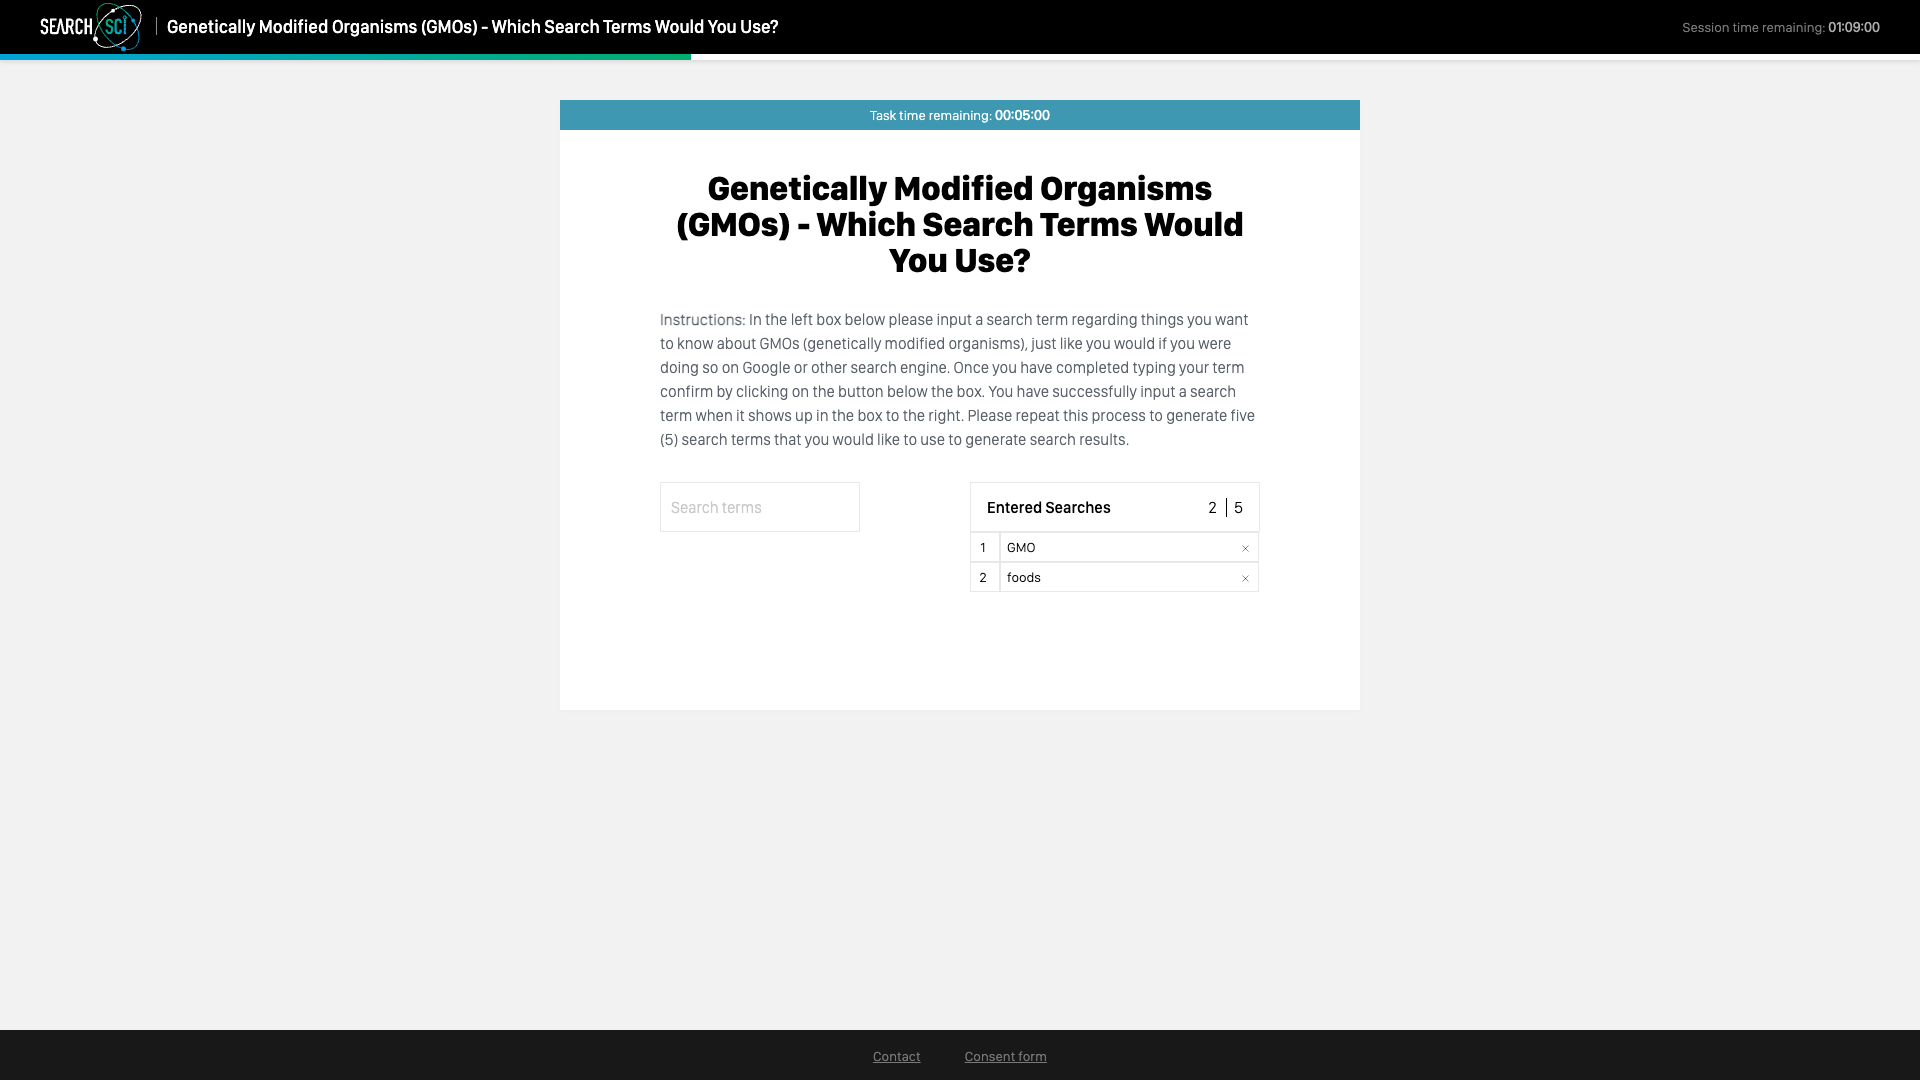 SEARCH SCI
Genetically Modified Organisms (GMOs) - Which Search Terms Would You Use?
Session time remaining: 01:09:00
Task time remaining: 00:05:00
Genetically Modified Organisms
(GMOs) - Which Search Terms Would
You Use?
Instructions: In the left box below please input a search term regarding things you want
to know about GMOs (genetically modified organisms), just like you would if you were
doing so on Google or other search engine. Once you have completed typing your term
confirm by clicking on the button below the box. You have successfully input a search
term when it shows up in the box to the right. Please repeat this process to generate five
(5) search terms that you would like to use to generate search results.
Search terms
Entered Searches 2 | 5
1 GMO ×
2 foods ×
Contact Consent form